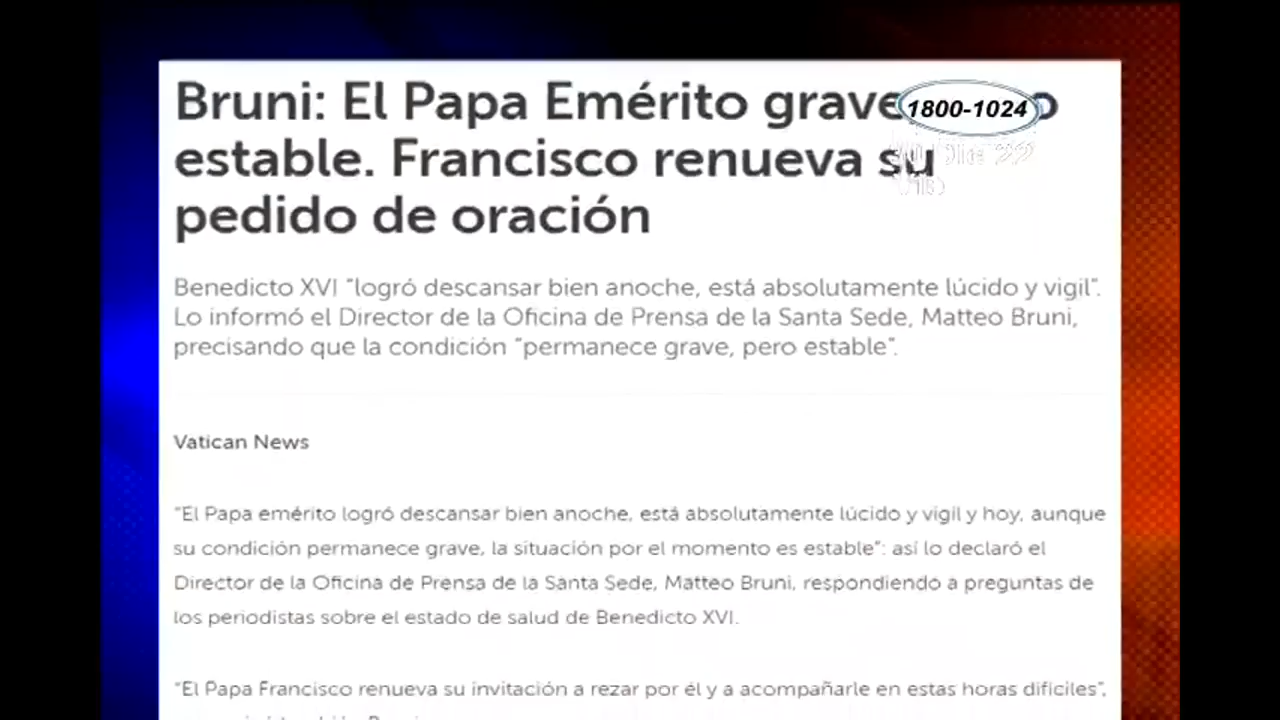 Bruni: El Papa Emérito grave o
1800-1024
estable. Francisco renueva su
pedido de oración
Benedicto XVI "logró descansar bien anoche, está absolutamente lúcido y vigil".
Lo informó el Director de la Oficina de Prensa de la Santa Sede, Matteo Bruni,
precisando que la condición "permanece grave, pero estable".
Vatican News
"El Papa emérito logró descansar bien anoche, está absolutamente lúcido y vigil y hoy, aunque
su condición permanece grave, la situación por el momento es estable": así lo declaró el
Director de la Oficina de Prensa de la Santa Sede, Matteo Bruni, respondiendo a preguntas de
los periodistas sobre el estado de salud de Benedicto XVI.
"El Papa Francisco renueva su invitación a rezar por él y a acompañarle en estas horas difíciles",